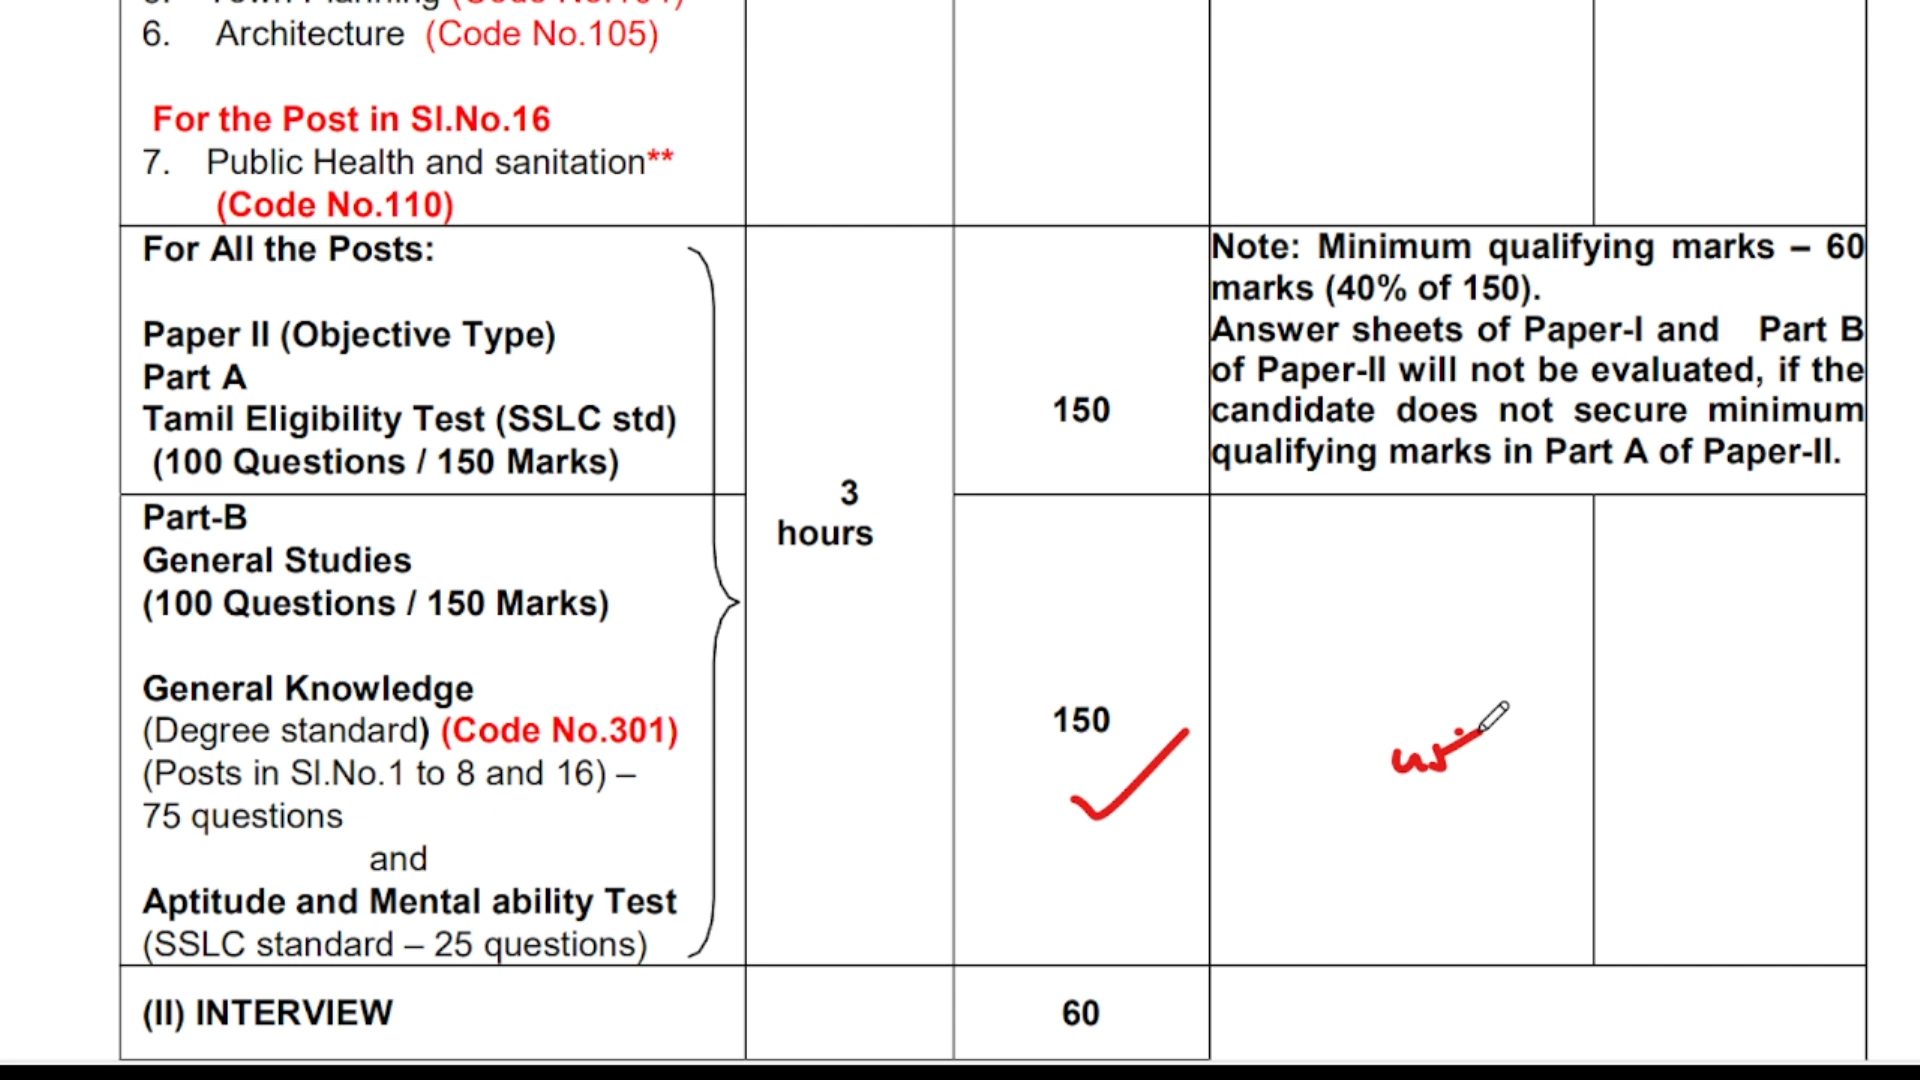 6. Architecture (Code No.105)
For the Post in Sl.No.16
7. Public Health and sanitation**
(Code No.110)
For All the Posts:
Paper II (Objective Type)
Part A
Tamil Eligibility Test (SSLC std)
(100 Questions / 150 Marks)
3
hours
150
Note: Minimum qualifying marks – 60
marks (40% of 150).
Answer sheets of Paper-I and Part B
of Paper-II will not be evaluated, if the
candidate does not secure minimum
qualifying marks in Part A of Paper-II.
Part-B
General Studies
(100 Questions / 150 Marks)
General Knowledge
(Degree standard) (Code No.301)
(Posts in Sl.No.1 to 8 and 16) –
75 questions
and
Aptitude and Mental ability Test
(SSLC standard – 25 questions)
150
(II) INTERVIEW
60